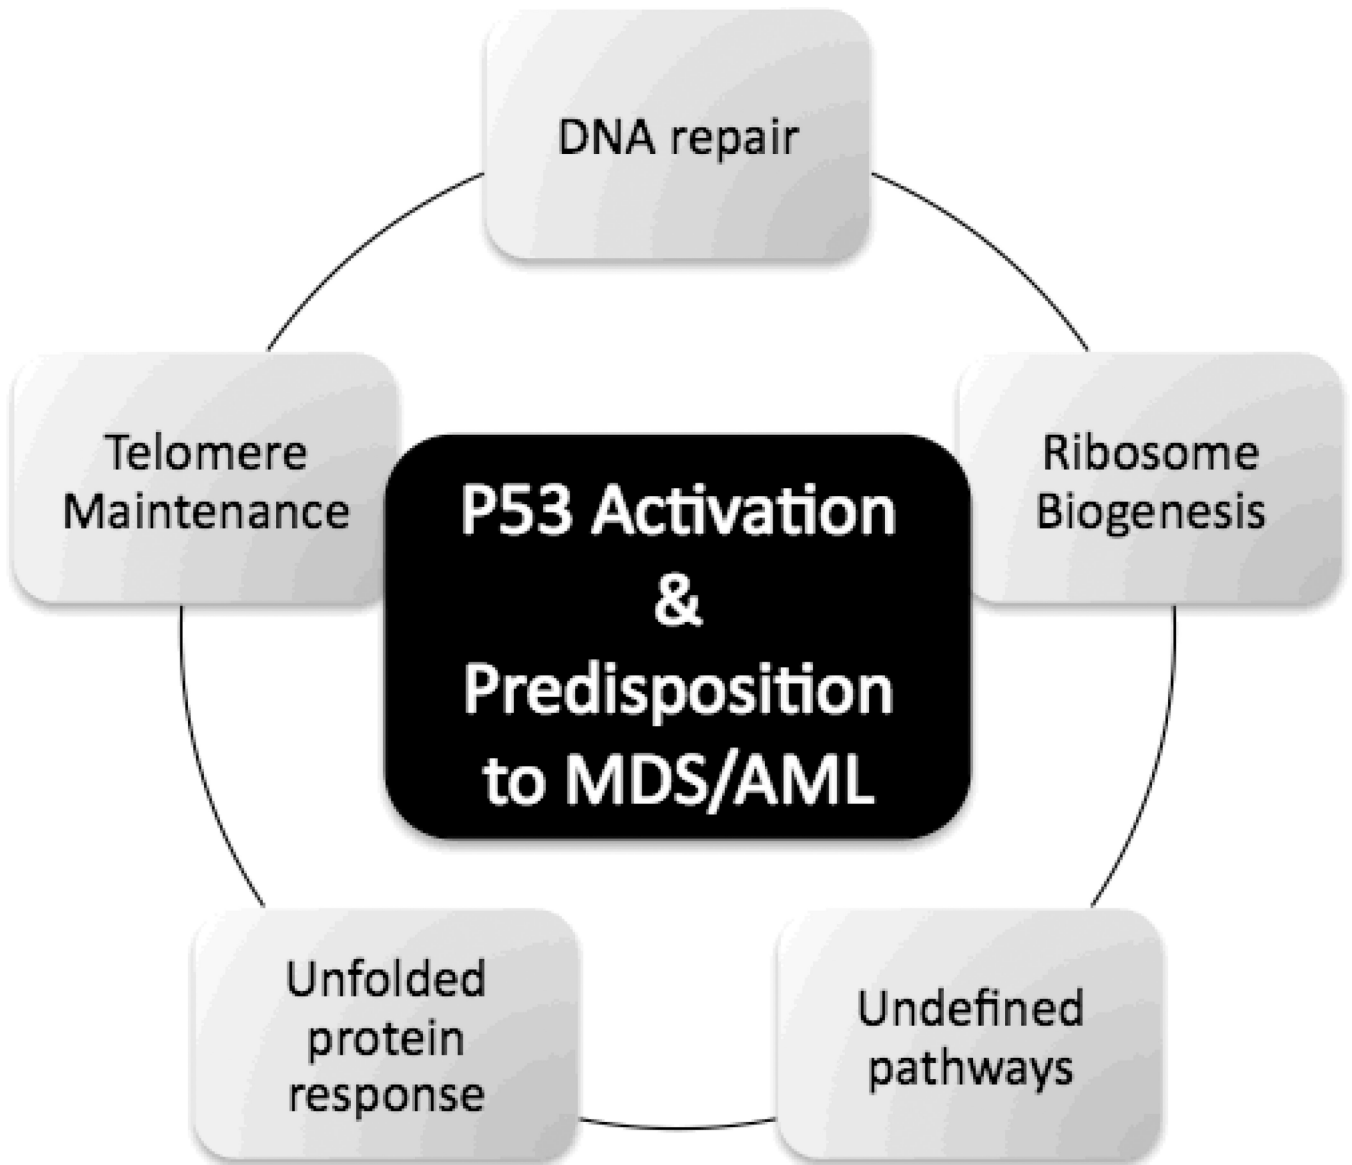 DNA repair
Telomere
Maintenance
Ribosome
Biogenesis
P53 Activation
&
Predisposition
to MDS/AML
Unfolded
protein
response
Undefined
pathways